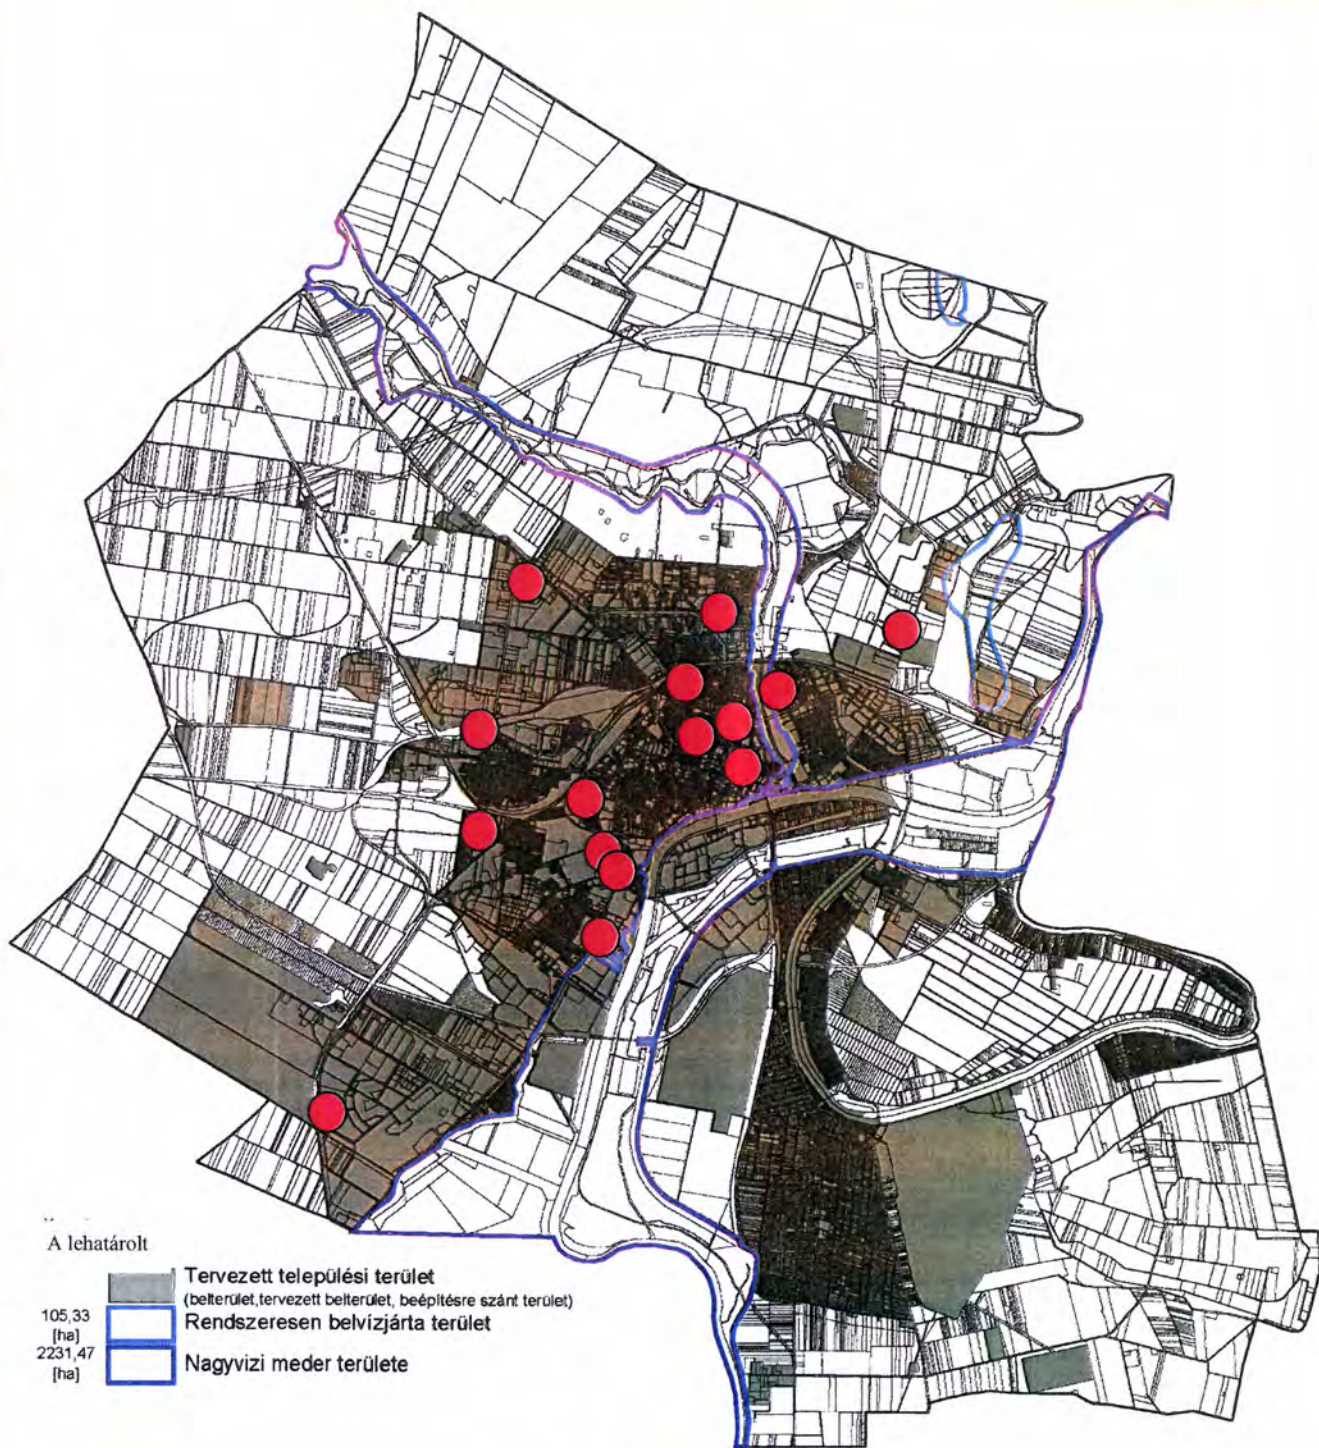 A lehatárolt
Tervezett települési terület
(belterület,tervezett belterület, beépítésre szánt terület)
105,33
[ha]
Rendszeresen belvízjárta terület
2231,47
[ha]
Nagyvizi meder területe